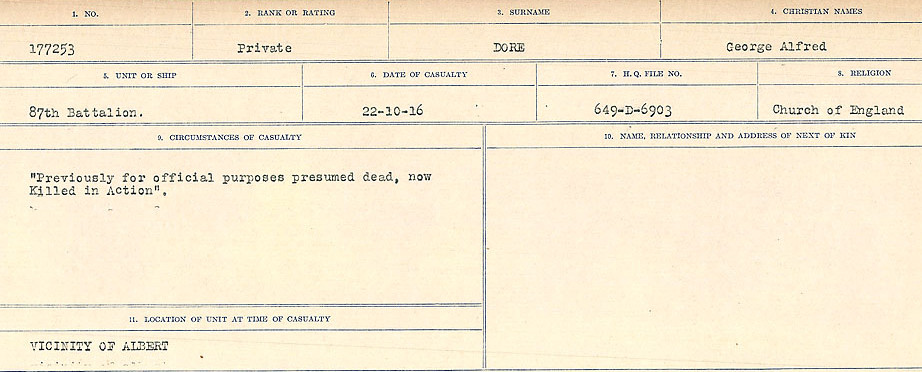 1. NO.
2. RANK OR RATING
3. SURNAME
4. CHRISTIAN NAMES
177253
Private
DORE
George Alfred
5. UNIT OR SHIP
6. DATE OF CASUALTY
7. H.Q. FILE NO.
8. RELIGION
87th Battalion.
22-10-16
649-D-6903
Church of England
9. CIRCUMSTANCES OF CASUALTY
10. NAME, RELATIONSHIP AND ADDRESS OF NEXT OF KIN
"Previously for official purposes presumed dead, now
Killed in Action".
11. LOCATION OF UNIT AT TIME OF CASUALTY
VICINITY OF ALBERT